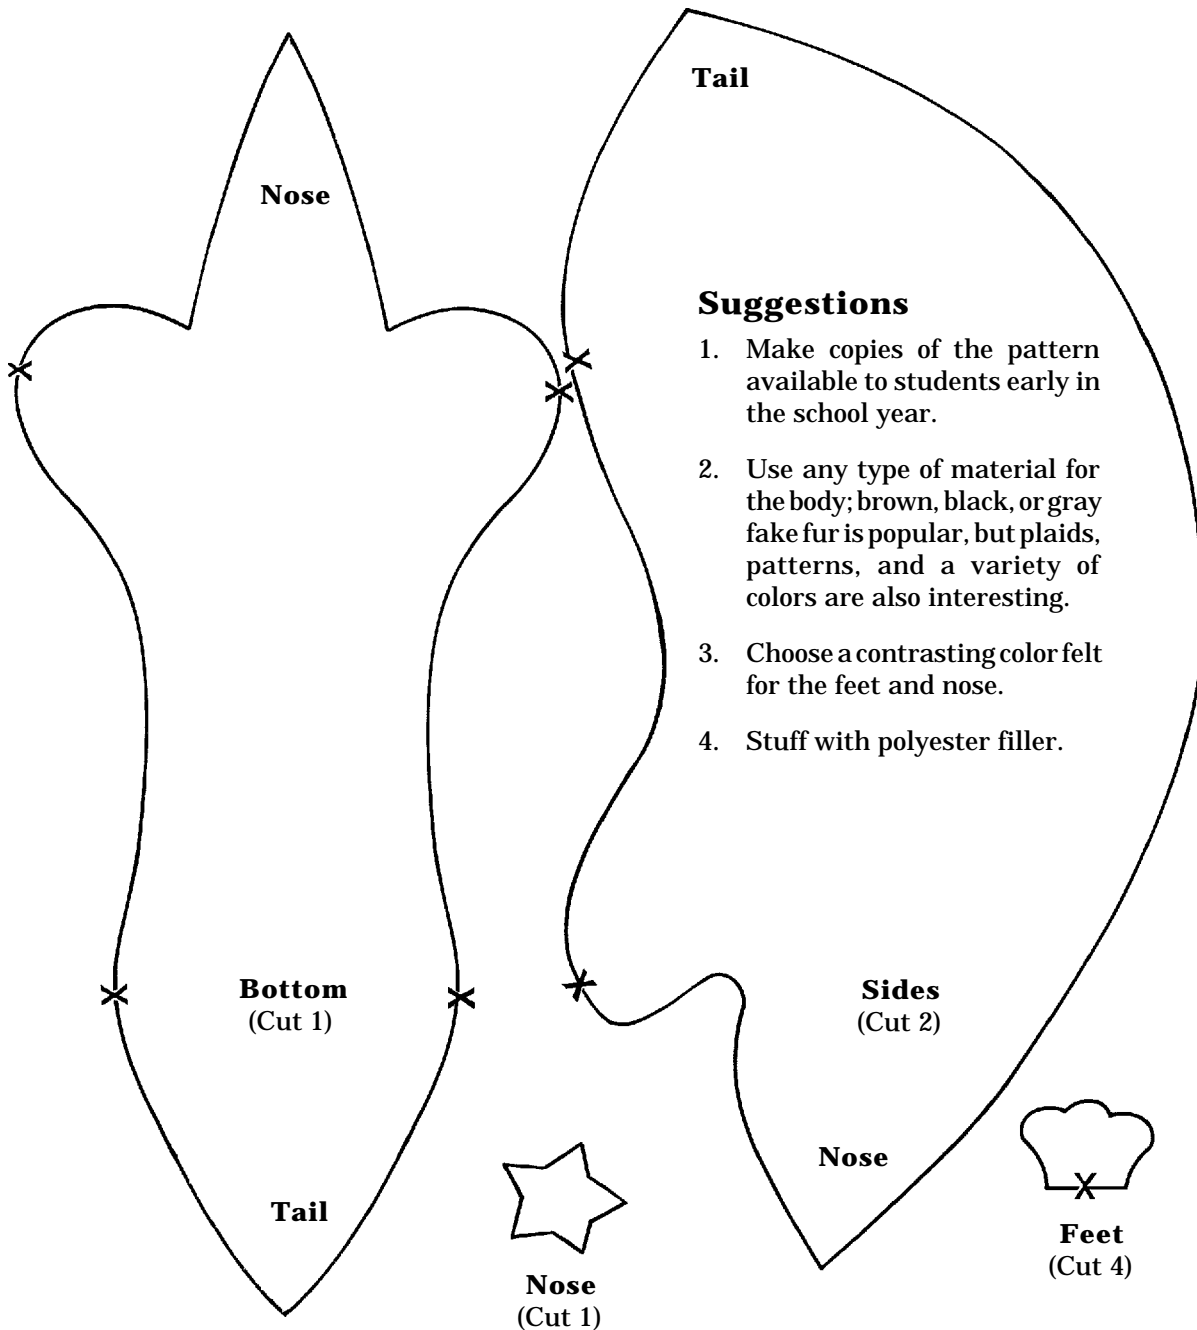 Tail
Nose
Suggestions
1. Make copies of the pattern
available to students early in
the school year.
2. Use any type of material for
the body; brown, black, or gray
fake fur is popular, but plaids,
patterns, and a variety of
colors are also interesting.
3. Choose a contrasting color felt
for the feet and nose.
4. Stuff with polyester filler.
Bottom
(Cut 1)
Sides
(Cut 2)
Nose
Tail
Feet
(Cut 4)
Nose
(Cut 1)